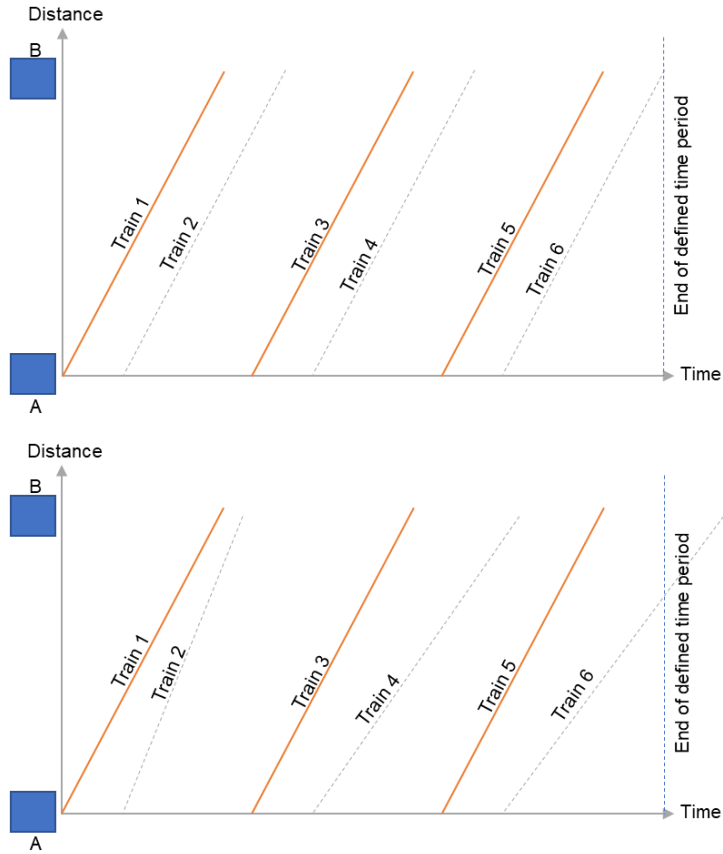 Distance
B
Train 1
Train 2
Train 3
Train 4
Train 5
Train 6
End of defined time period
Time
A
Distance
B
Train 1
Train 2
Train 3
Train 4
Train 5
Train 6
End of defined time period
Time
A